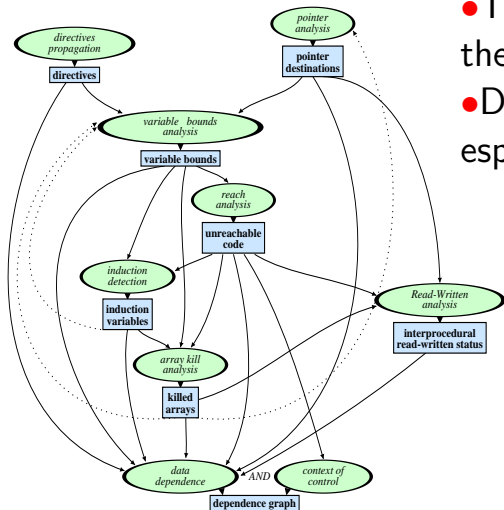 directives
propagation
directives
pointer
analysis
pointer
destinations
variable bounds
analysis
variable bounds
reach
analysis
unreachable
code
induction
detection
induction
variables
Read-Written
analysis
interprocedural
read-written status
array kill
analysis
killed
arrays
data
dependence
AND
context of
control
dependence graph
the
•D
esp